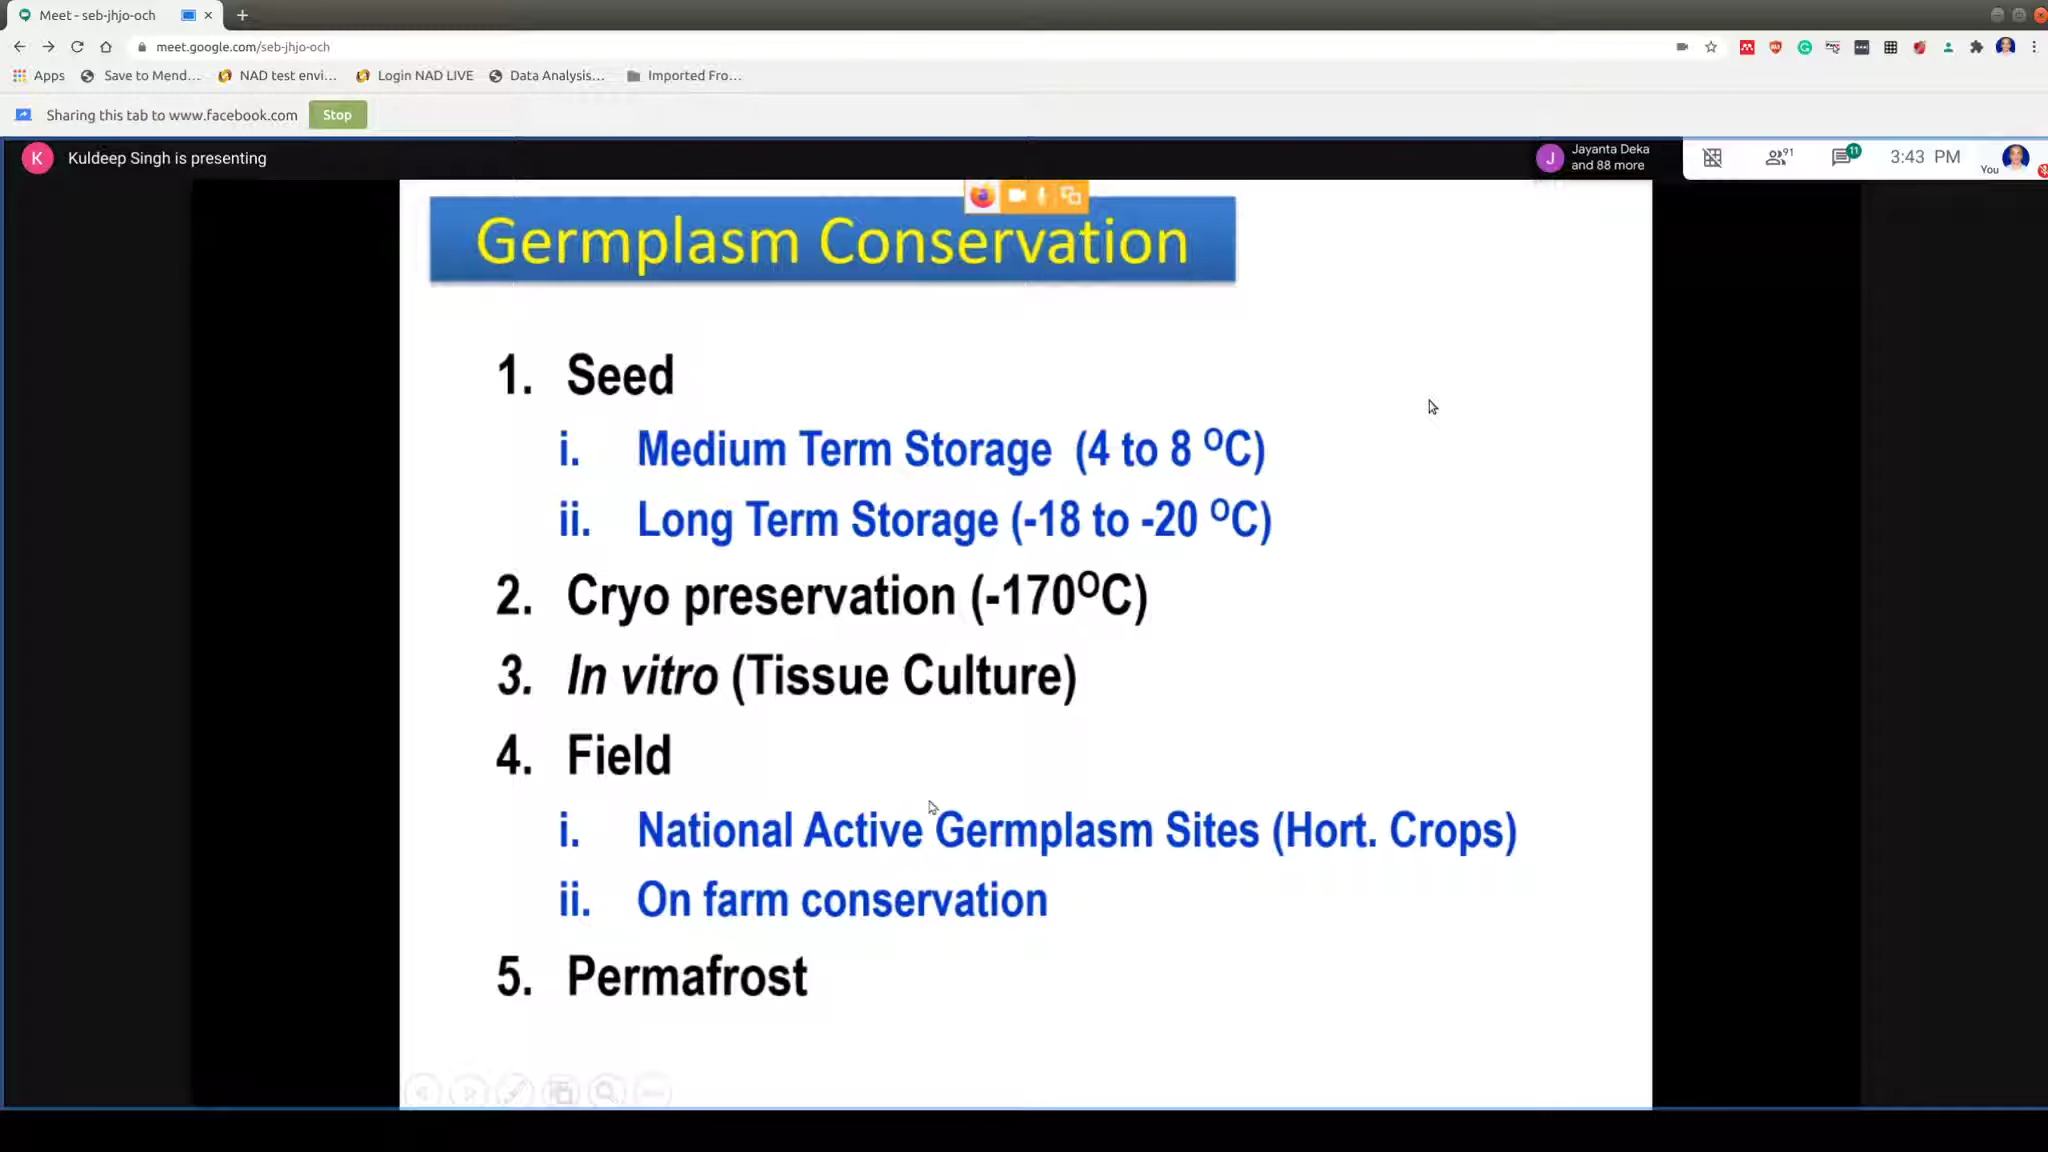 Meet - seb-jhjo-och
meet.google.com/seb-jhjo-och
Apps Save to Mend... NAD test envi... Login NAD LIVE Data Analysis... Imported Fro...
Sharing this tab to www.facebook.com Stop
K Kuldeep Singh is presenting
J Jayanta Deka
and 88 more
91
11
3:43 PM
You
Germplasm Conservation
1. Seed
i. Medium Term Storage (4 to 8 ᴼC)
ii. Long Term Storage (-18 to -20 ᴼC)
2. Cryo preservation (-170ᴼC)
3. In vitro (Tissue Culture)
4. Field
i. National Active Germplasm Sites (Hort. Crops)
ii. On farm conservation
5. Permafrost